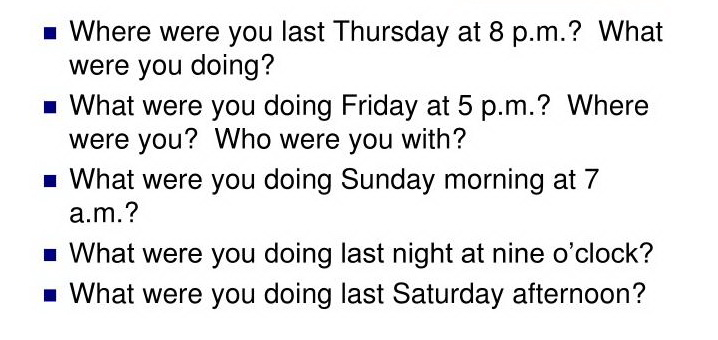 ■ Where were you last Thursday at 8 p.m.?  What
were you doing?
■ What were you doing Friday at 5 p.m.?  Where
were you?  Who were you with?
■ What were you doing Sunday morning at 7
a.m.?
■ What were you doing last night at nine o’clock?
■ What were you doing last Saturday afternoon?